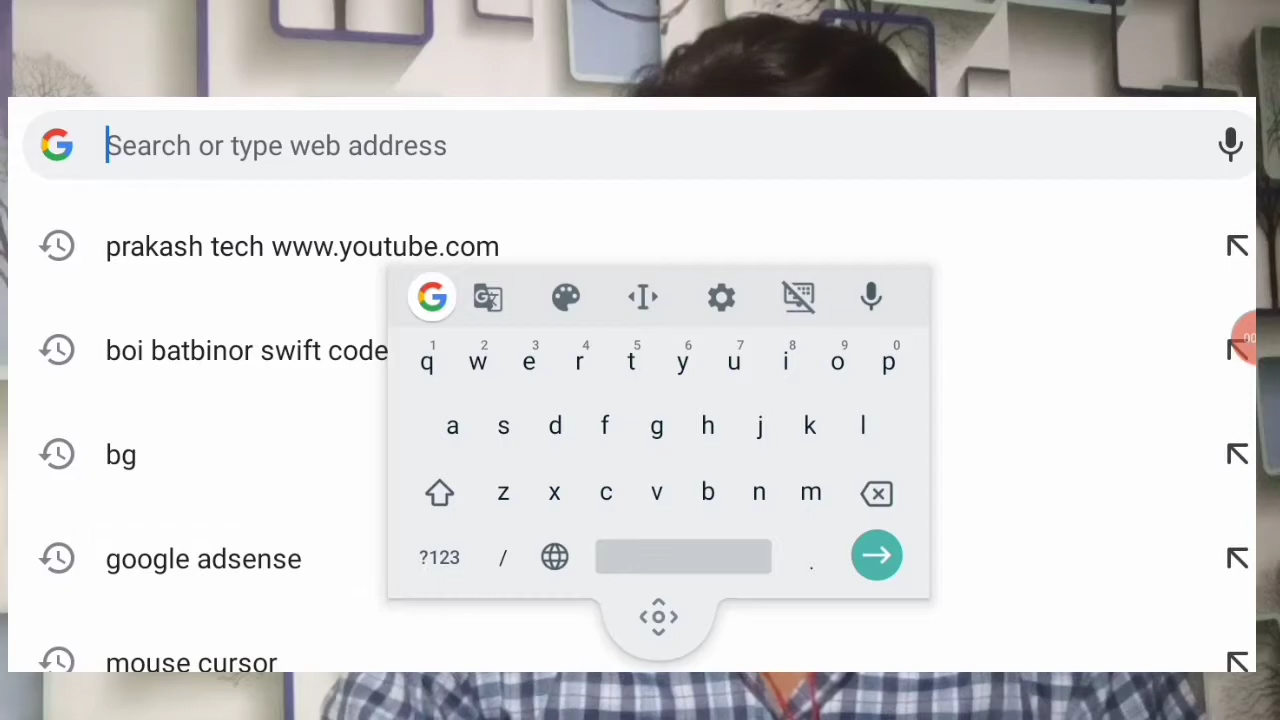 Search or type web address
prakash tech www.youtube.com
boi batbinor swift code
bg
google adsense
mouse cursor
00
1 2 3 4 5 6 7 8 9 0
q w e r t y u i o p
a s d f g h j k l
z x c v b n m
?123 / .